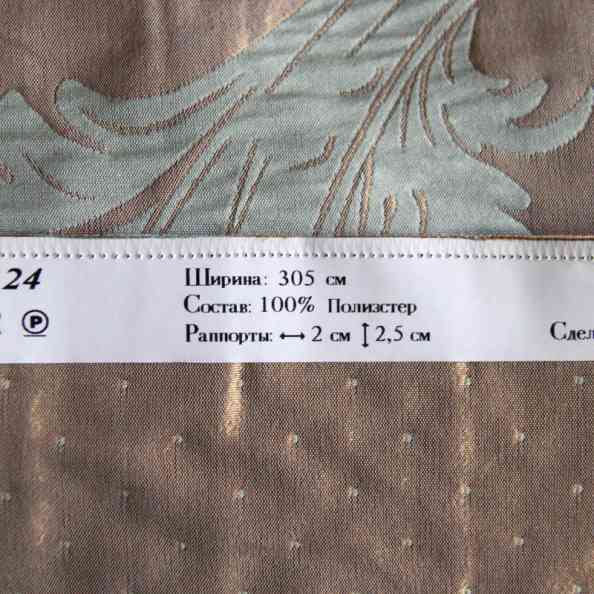 24
Ширина: 305 см
Состав: 100% Полиэстер
P
Раппорты: ↔ 2 см ↕ 2,5 см